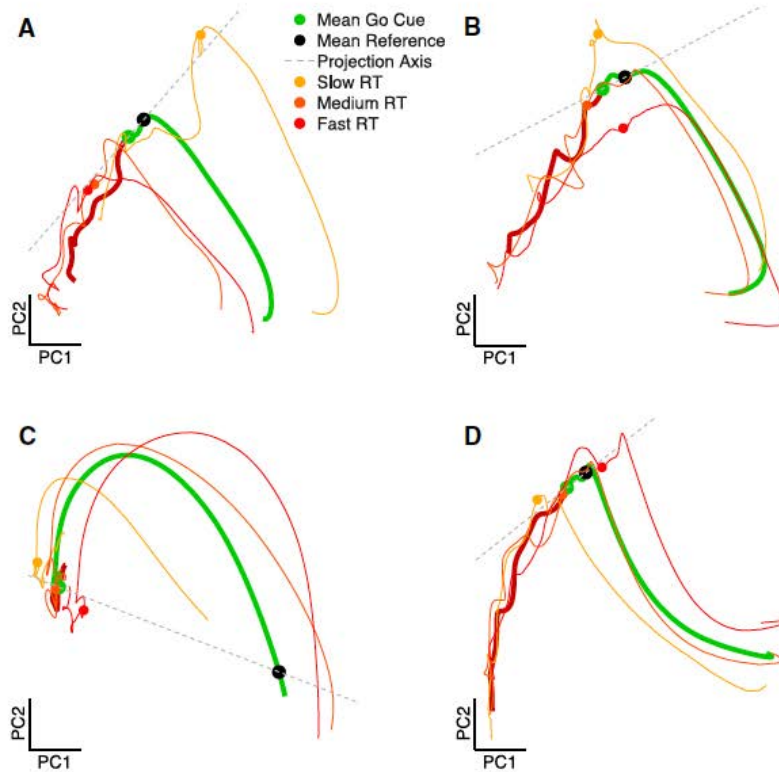 A
Mean Go Cue
Mean Reference
Projection Axis
Slow RT
Medium RT
Fast RT
B
PC2
PC1
PC2
PC1
C
D
PC2
PC1
PC2
PC1